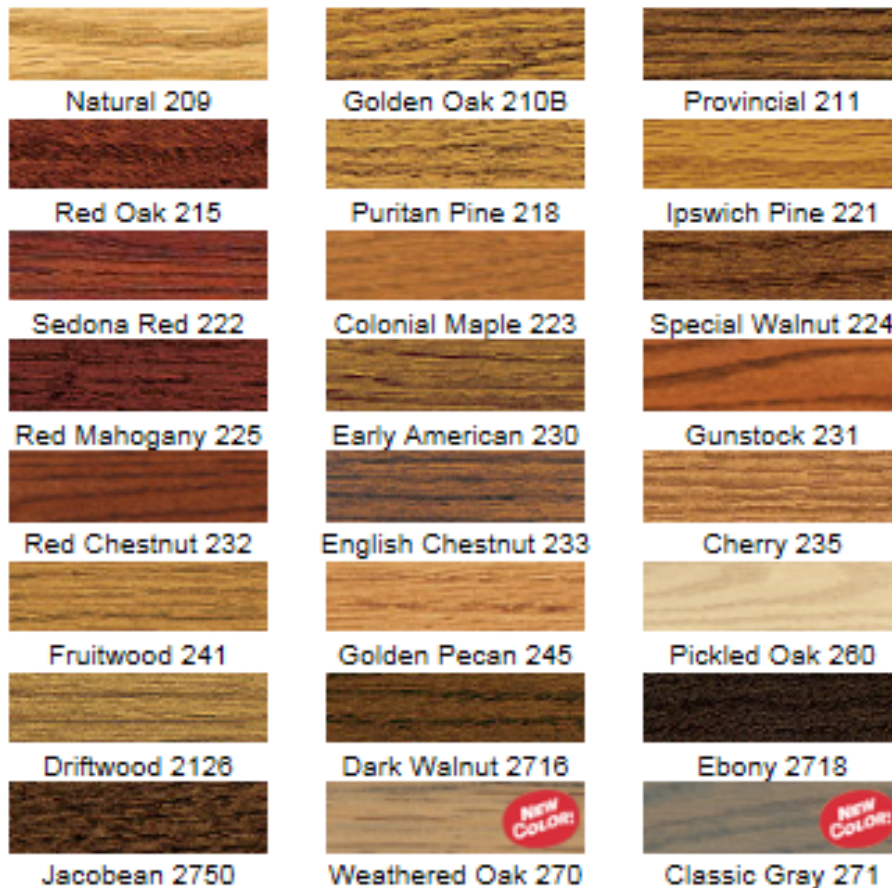 Natural 209
Golden Oak 210B
Provincial 211
Red Oak 215
Puritan Pine 218
Ipswich Pine 221
Sedona Red 222
Colonial Maple 223
Special Walnut 224
Red Mahogany 225
Early American 230
Gunstock 231
Red Chestnut 232
English Chestnut 233
Cherry 235
Fruitwood 241
Golden Pecan 245
Pickled Oak 260
Driftwood 2126
Dark Walnut 2716
Ebony 2718
NEW
COLOR!
NEW
COLOR!
Jacobean 2750
Weathered Oak 270
Classic Gray 271